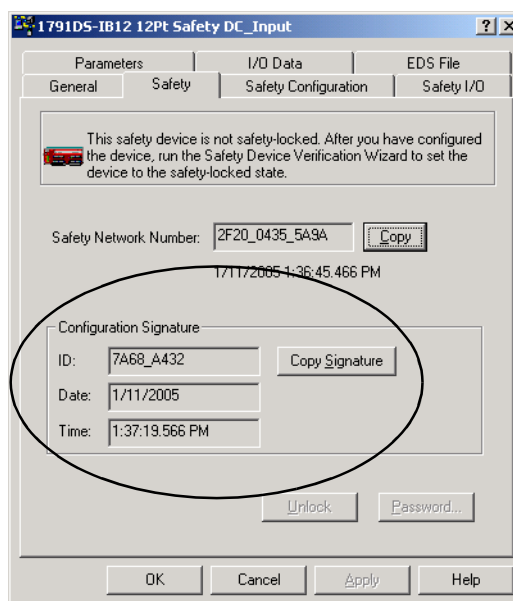 1791DS-IB12 12Pt Safety DC_Input
Parameters I/O Data EDS File
General Safety Safety Configuration Safety I/O
This safety device is not safety-locked. After you have configured
the device, run the Safety Device Verification Wizard to set the
device to the safety-locked state.
Safety Network Number: 2F20_0435_5A9A Copy
1/11/2005 1:36:45.466 PM
Configuration Signature
ID: 7A68_A432 Copy Signature
Date: 1/11/2005
Time: 1:37:19.566 PM
Unlock Password...
OK Cancel Apply Help